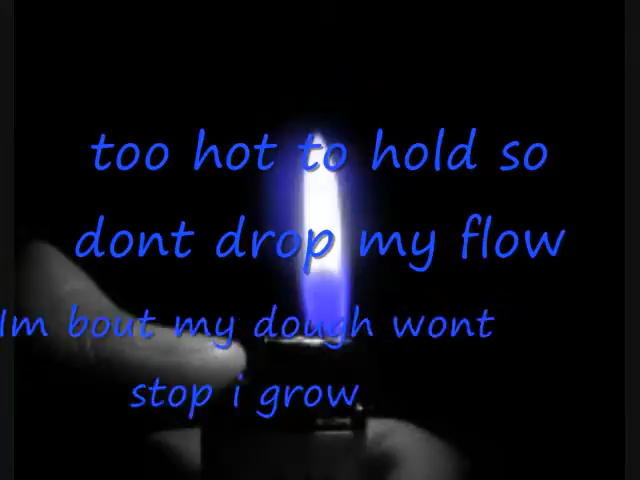 too hot to hold so
dont drop my flow
Im bout my dough wont
stop i grow